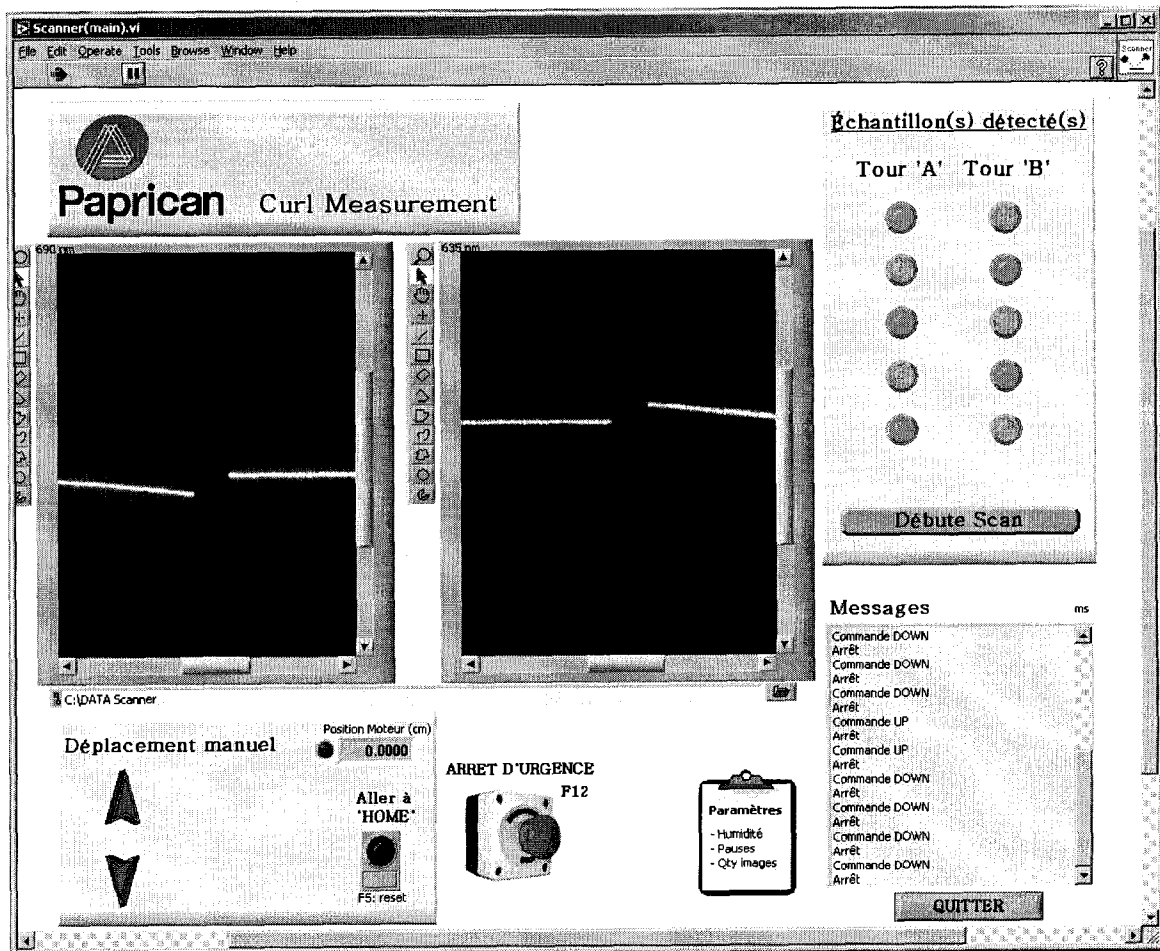 Scanner(main).vi
File Edit Operate Tools Browse Window Help
Scanner
Paprican Curl Measurement
Échantillon(s) détecté(s)
Tour 'A' Tour 'B'
690 nm
635 nm
Débute Scan
C:\DATA Scanner
Messages ms
Commande DOWN
Arrêt
Commande DOWN
Arrêt
Commande DOWN
Arrêt
Commande UP
Arrêt
Commande UP
Arrêt
Commande DOWN
Arrêt
Commande DOWN
Arrêt
Commande DOWN
Arrêt
Commande DOWN
Arrêt
Déplacement manuel
Position Moteur (cm)
0.0000
Aller à
'HOME'
F5: reset
ARRET D'URGENCE
F12
Paramètres
- Humidité
- Pauses
- Qty images
QUITTER